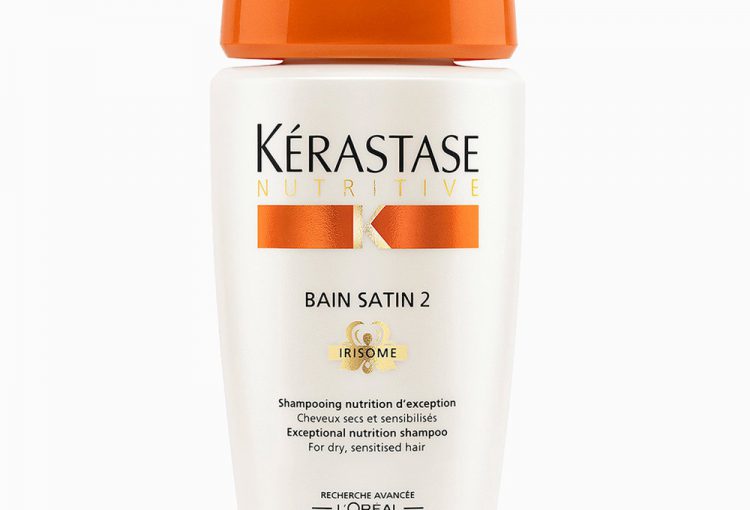 KÉRASTASE
NUTRITIVE
K
BAIN SATIN 2
IRISOME
Shampooing nutrition d'exception
Cheveux secs et sensibilisés
Exceptional nutrition shampoo
For dry, sensitised hair
RECHERCHE AVANCÉE
L'ORÉAL